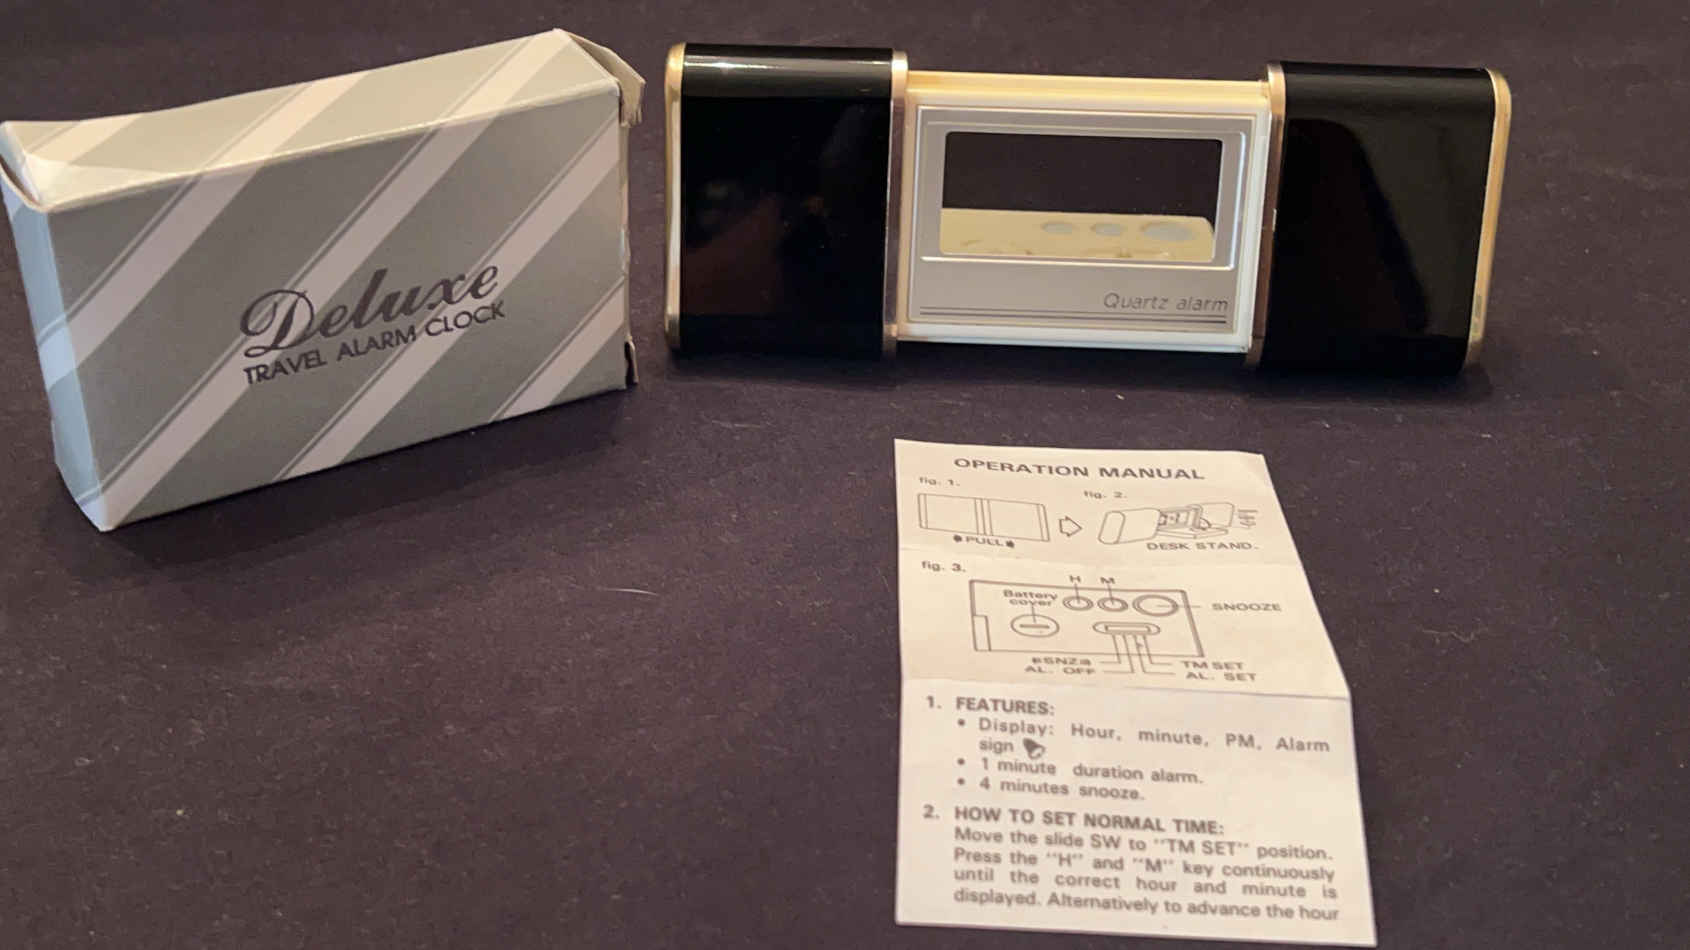 Deluxe
TRAVEL ALARM CLOCK
Quartz alarm
OPERATION MANUAL
fig. 1.
fig. 2.
PULL
DESK STAND.
fig. 3.
H M
Battery
cover
SNOOZE
SNZ
AL. OFF
TM SET
AL. SET
1. FEATURES:
• Display: Hour, minute, PM, Alarm
sign
• 1 minute duration alarm.
• 4 minutes snooze.
2. HOW TO SET NORMAL TIME:
Move the slide SW to "TM SET" position.
Press the "H" and "M" key continuously
until the correct hour and minute is
displayed. Alternatively to advance the hour